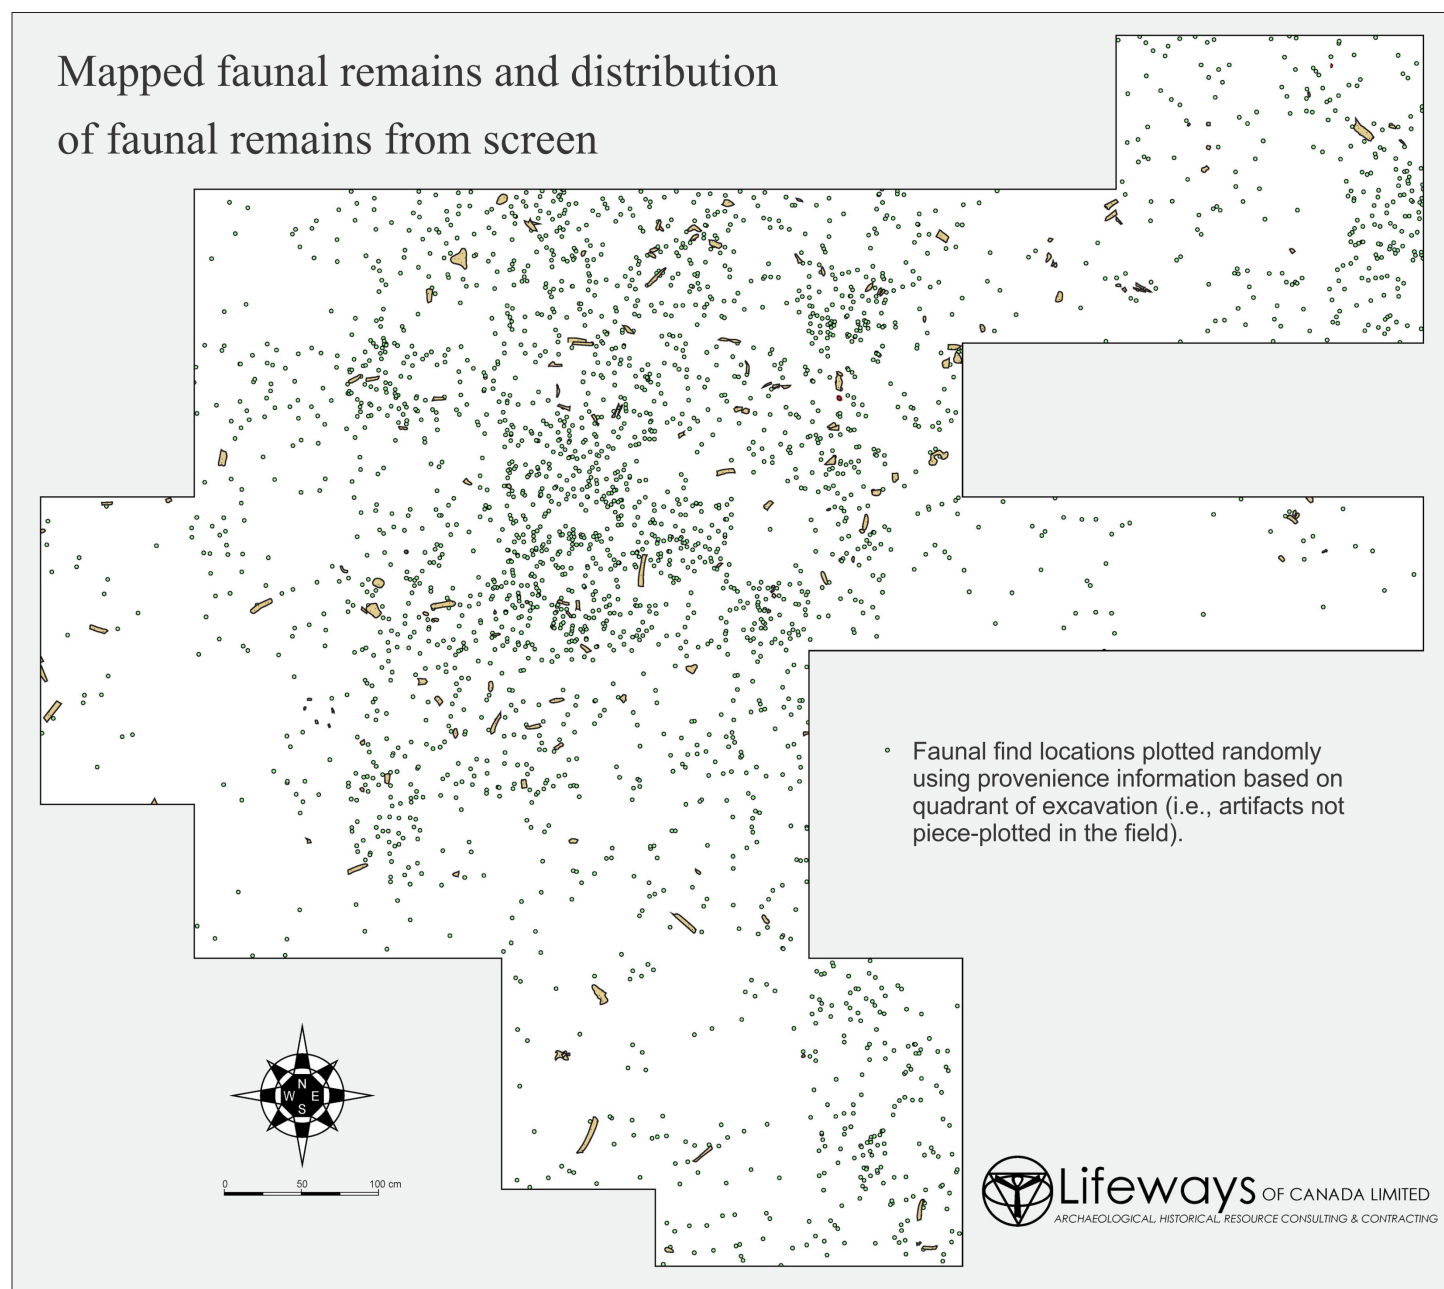 Mapped faunal remains and distribution
of faunal remains from screen
Faunal find locations plotted randomly
using provenience information based on
quadrant of excavation (i.e., artifacts not
piece-plotted in the field).
N
W E
S
0 50 100 cm
Lifeways OF CANADA LIMITED
ARCHAEOLOGICAL, HISTORICAL, RESOURCE CONSULTING & CONTRACTING